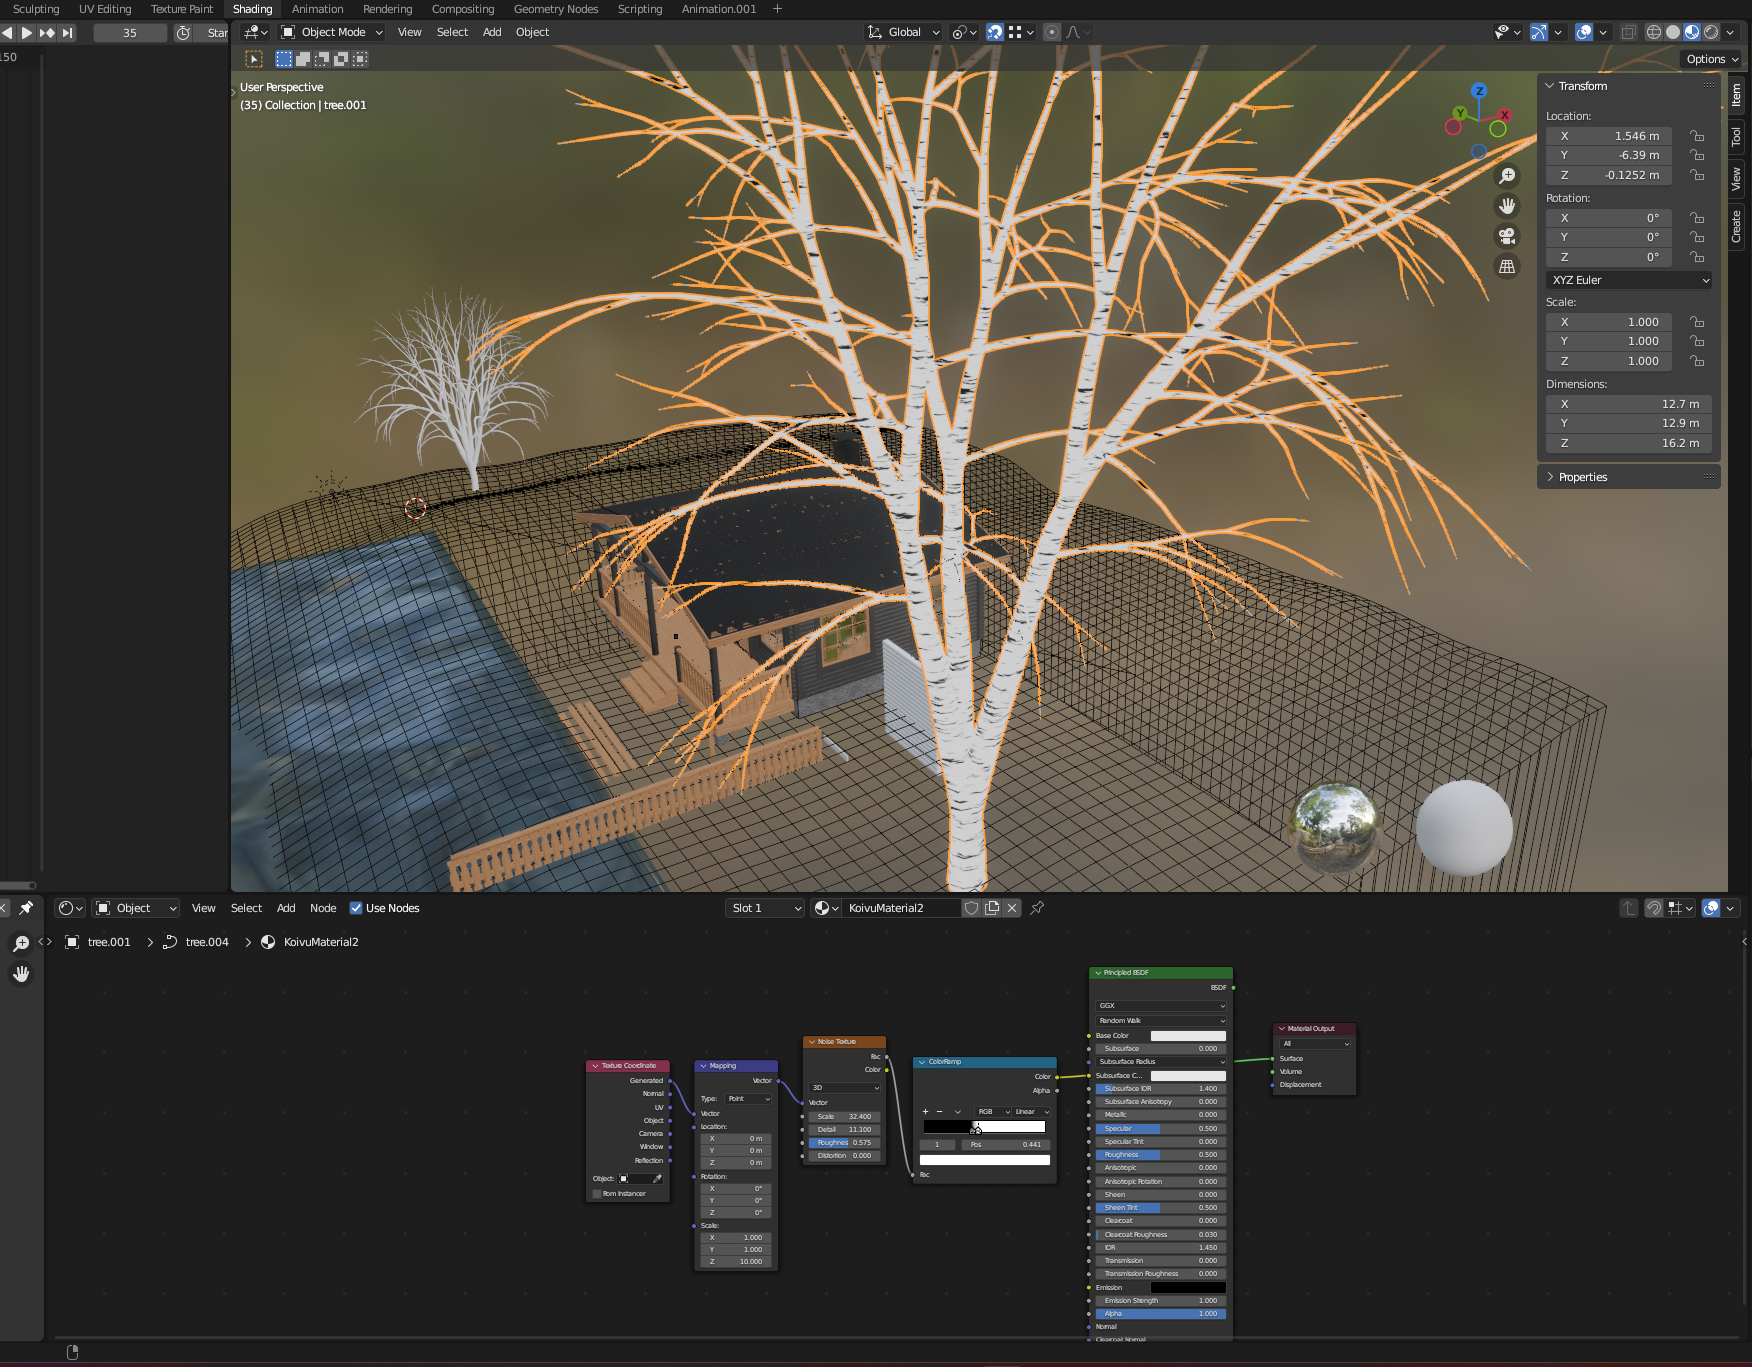 Sculpting UV Editing Texture Paint Shading Animation Rendering Compositing Geometry Nodes Scripting Animation.001 +
35 Star
Object Mode View Select Add Object Global
50
Options
User Perspective
(35) Collection | tree.001
Z
Y
X
Transform
Location:
X 1.546 m
Y -6.39 m
Z -0.1252 m
Rotation:
X 0°
Y 0°
Z 0°
XYZ Euler
Scale:
X 1.000
Y 1.000
Z 1.000
Dimensions:
X 12.7 m
Y 12.9 m
Z 16.2 m
Properties
Item
Tool
View
Create
Object View Select Add Node Use Nodes Slot 1 KoivuMaterial2
tree.001 > tree.004 > KoivuMaterial2
Texture Coordinate
Generated
Normal
UV
Object
Camera
Window
Reflection
Object:
From Instancer
Mapping
Vector
Type: Point
Vector
Location:
X 0 m
Y 0 m
Z 0 m
Rotation:
X 0°
Y 0°
Z 0°
Scale:
X 1.000
Y 1.000
Z 10.000
Noise Texture
Fac
Color
3D
Vector
Scale 32.400
Detail 11.100
Roughnes 0.575
Distortion 0.000
ColorRamp
Color
Alpha
+ − RGB Linear
1 Pos 0.441
Fac
Principled BSDF
BSDF
GGX
Random Walk
Base Color
Subsurface 0.000
Subsurface Radius
Subsurface C...
Subsurface IOR 1.400
Subsurface Anisotropy 0.000
Metallic 0.000
Specular 0.500
Specular Tint 0.000
Roughness 0.500
Anisotropic 0.000
Anisotropic Rotation 0.000
Sheen 0.000
Sheen Tint 0.500
Clearcoat 0.000
Clearcoat Roughness 0.030
IOR 1.450
Transmission 0.000
Transmission Roughness 0.000
Emission
Emission Strength 1.000
Alpha 1.000
Normal
Clearcoat Normal
Material Output
All
Surface
Volume
Displacement